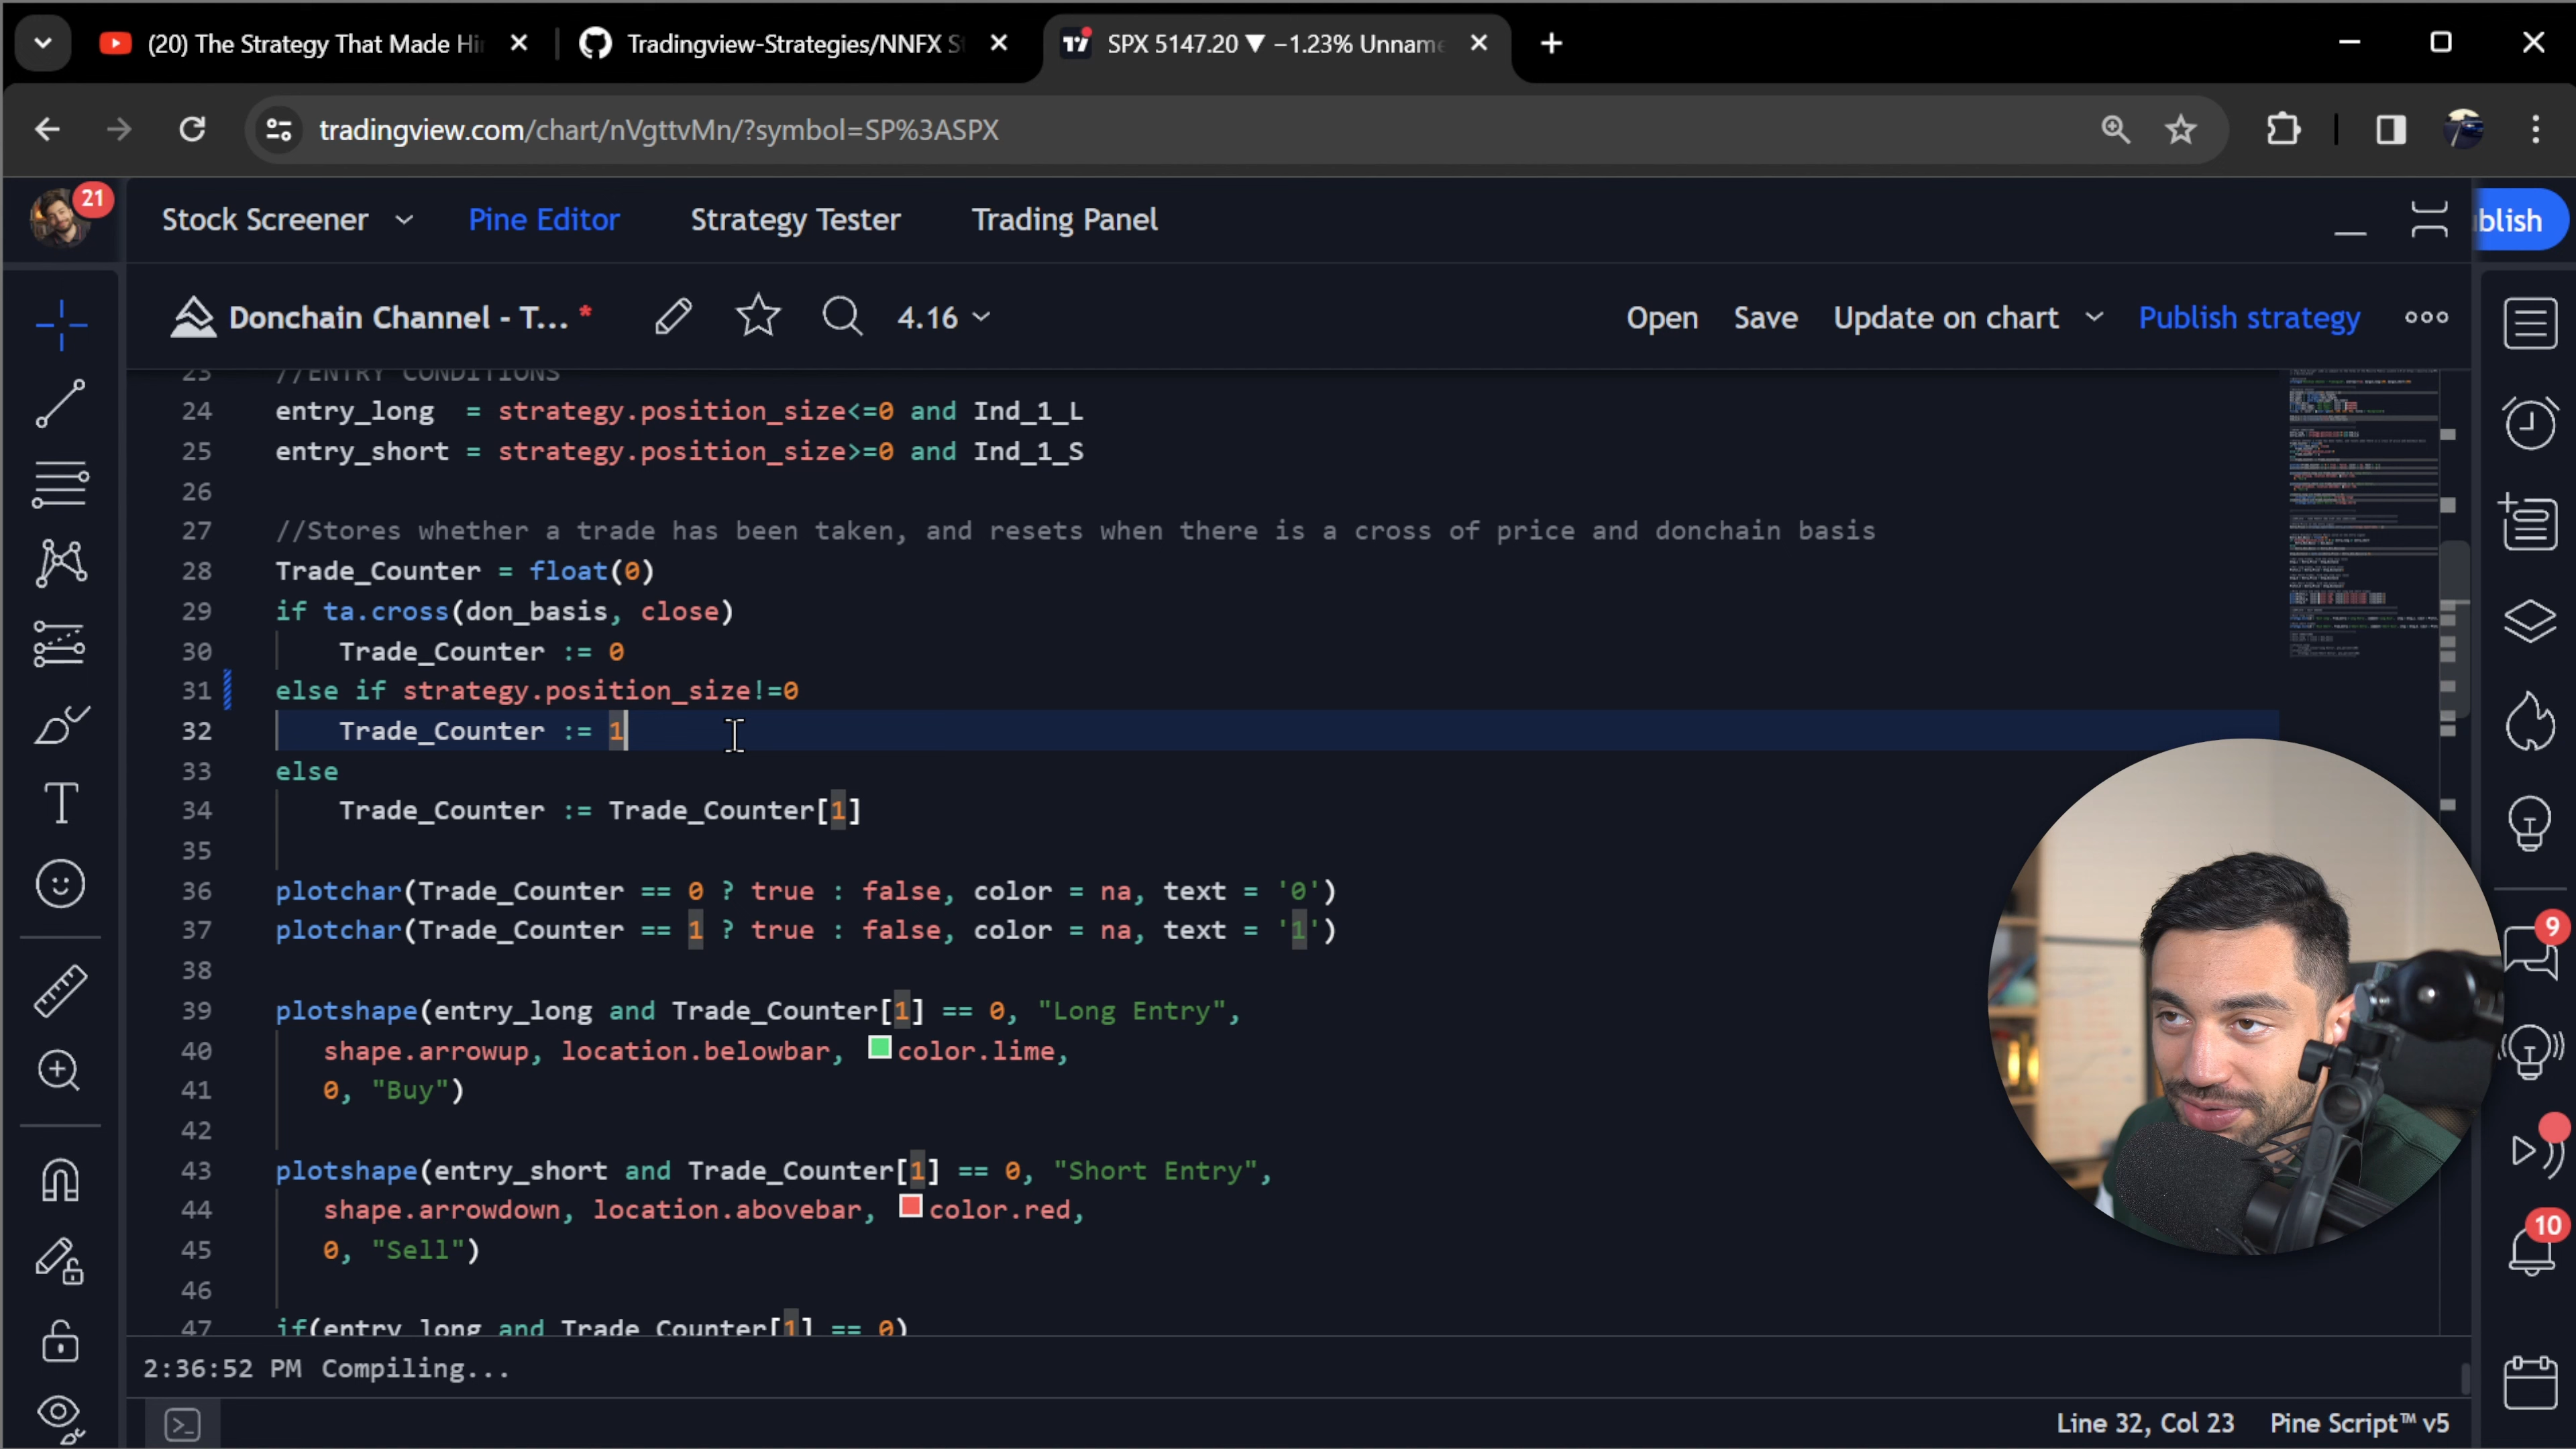 (20) The Strategy That Made Hi
Tradingview-Strategies/NNFX S
SPX 5147.20 ▼ −1.23% Unname
tradingview.com/chart/nVgttvMn/?symbol=SP%3ASPX
21
Stock Screener
Pine Editor
Strategy Tester
Trading Panel
blish
Donchain Channel - T... *
4.16
Open
Save
Update on chart
Publish strategy
23 //ENTRY CONDITIONS
24 entry_long  = strategy.position_size<=0 and Ind_1_L
25 entry_short = strategy.position_size>=0 and Ind_1_S
26
27 //Stores whether a trade has been taken, and resets when there is a cross of price and donchain basis
28 Trade_Counter = float(0)
29 if ta.cross(don_basis, close)
30     Trade_Counter := 0
31 else if strategy.position_size!=0
32     Trade_Counter := 1
33 else
34     Trade_Counter := Trade_Counter[1]
35
36 plotchar(Trade_Counter == 0 ? true : false, color = na, text = '0')
37 plotchar(Trade_Counter == 1 ? true : false, color = na, text = '1')
38
39 plotshape(entry_long and Trade_Counter[1] == 0, "Long Entry",
40    shape.arrowup, location.belowbar, color.lime,
41    0, "Buy")
42
43 plotshape(entry_short and Trade_Counter[1] == 0, "Short Entry",
44    shape.arrowdown, location.abovebar, color.red,
45    0, "Sell")
46
47 if(entry_long and Trade_Counter[1] == 0)
9
10
2:36:52 PM Compiling...
Line 32, Col 23
Pine Script™ v5